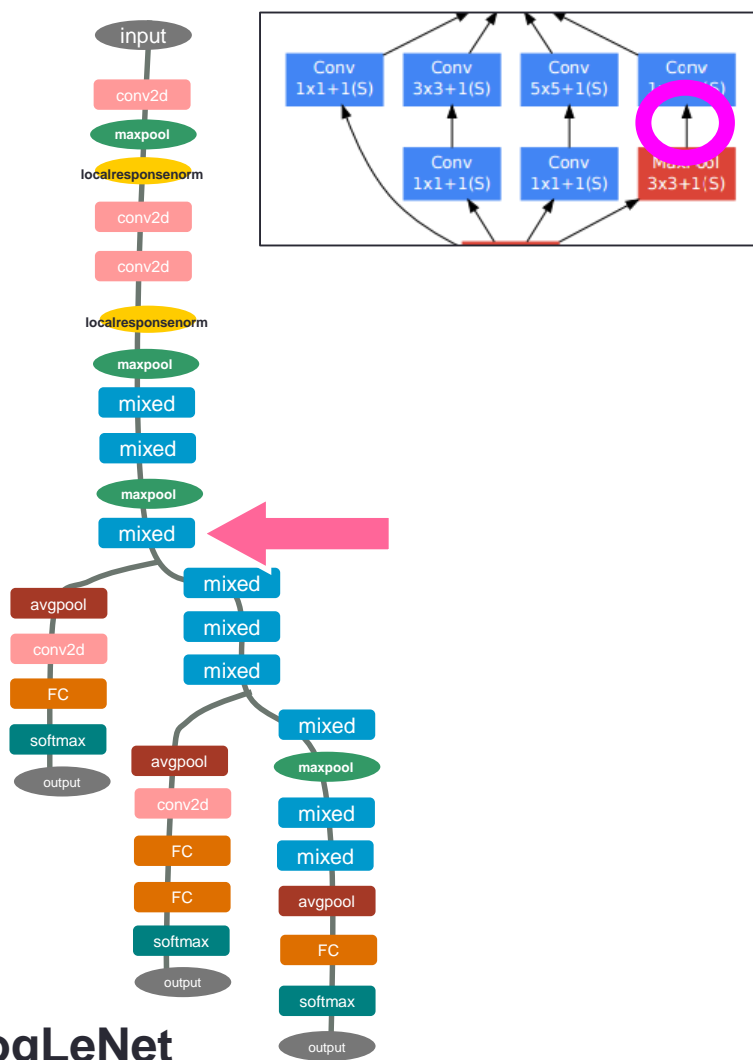 input
conv2d
maxpool
localresponsenorm
conv2d
conv2d
localresponsenorm
maxpool
mixed
mixed
maxpool
mixed
avgpool
conv2d
FC
softmax
output
mixed
mixed
mixed
avgpool
conv2d
FC
FC
softmax
output
mixed
maxpool
mixed
mixed
avgpool
FC
softmax
output
Conv
1x1+1(S)
Conv
3x3+1(S)
Conv
5x5+1(S)
Conv
Conv
1x1+1(S)
Conv
1x1+1(S)
MaxPool
3x3+1(S)
ogLeNet